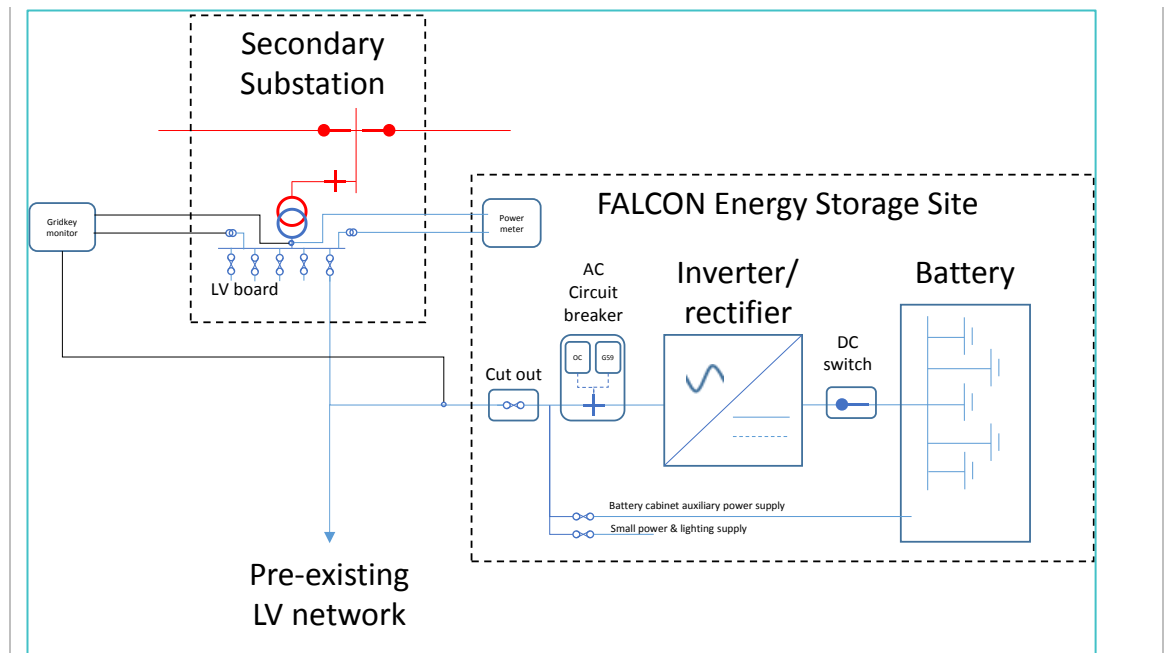 Secondary
Substation
Gridkey
monitor
Power
meter
LV board
FALCON Energy Storage Site
AC
Circuit
breaker
OC
G59
Inverter/
rectifier
Battery
DC
switch
Cut out
Battery cabinet auxiliary power supply
Small power & lighting supply
Pre-existing
LV network